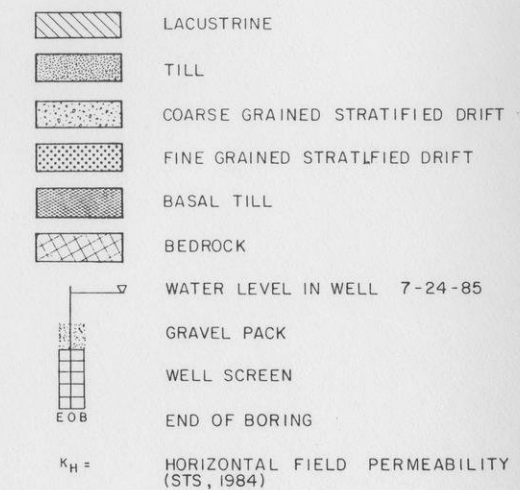 LACUSTRINE
TILL
COARSE GRAINED STRATIFIED DRIFT
FINE GRAINED STRATIFIED DRIFT
BASAL TILL
BEDROCK
WATER LEVEL IN WELL 7-24-85
GRAVEL PACK
WELL SCREEN
EOB END OF BORING
KH = HORIZONTAL FIELD PERMEABILITY
(STS, 1984)